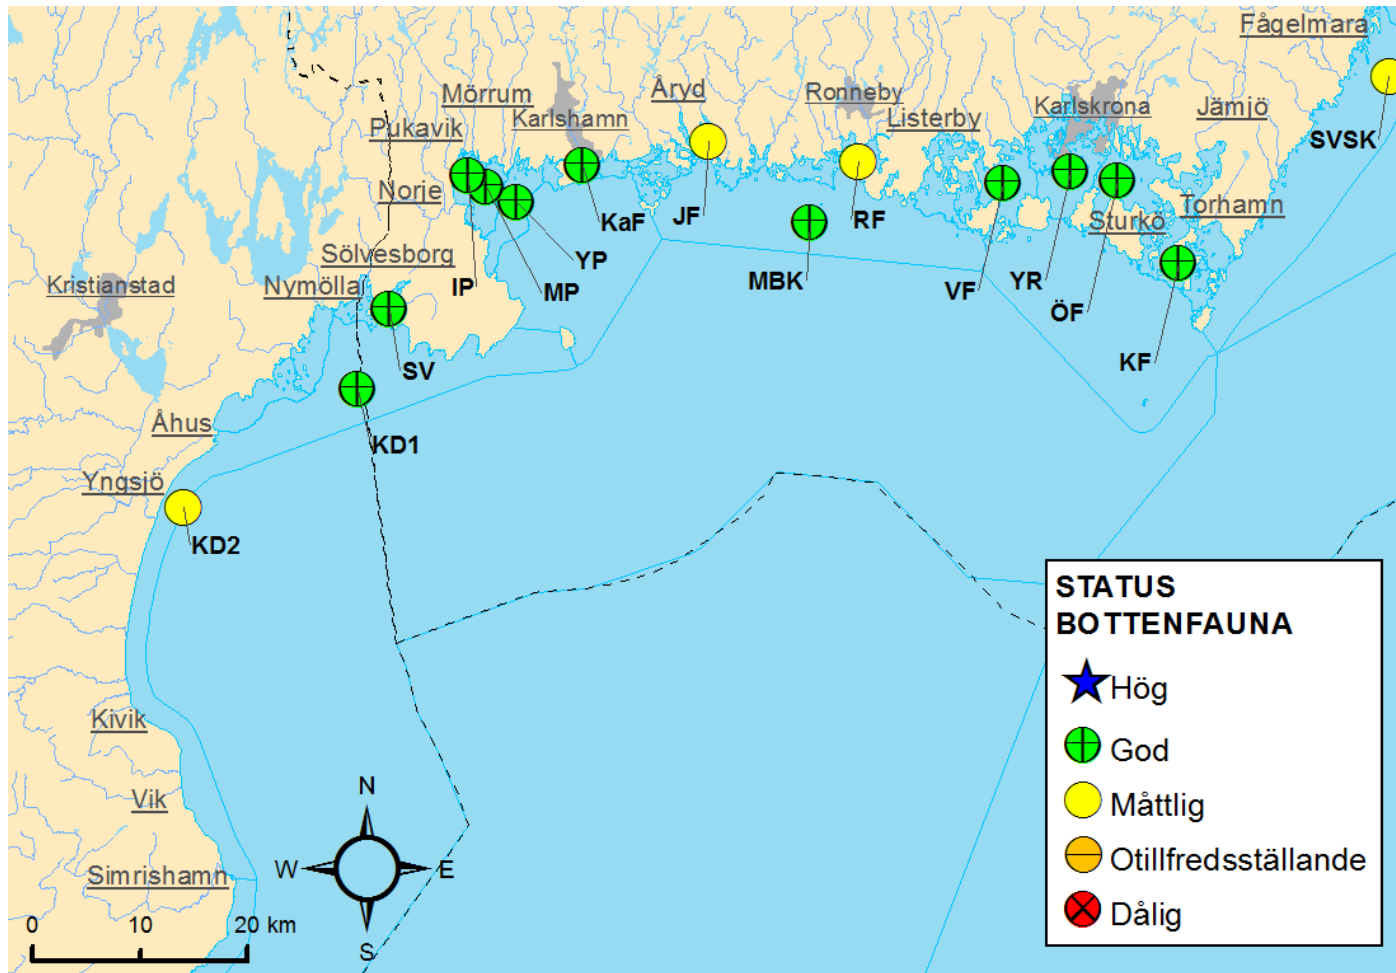 Fågelmara
Mörrum
Åryd
Ronneby
Karlskrona
Jämjö
Karlshamn
Listerby
Pukavik
SVSK
Norje
KaF
JF
RF
Sturkö
Torhamn
Sölvesborg
YP
MBK
VF
YR
ÖF
Kristianstad
Nymölla
IP
MP
SV
KF
Åhus
KD1
Yngsjö
KD2
STATUS
BOTTENFAUNA
Hög
God
Måttlig
Otillfredsställande
Dålig
Kivik
Vik
Simrishamn
N
W
E
S
0 10 20 km